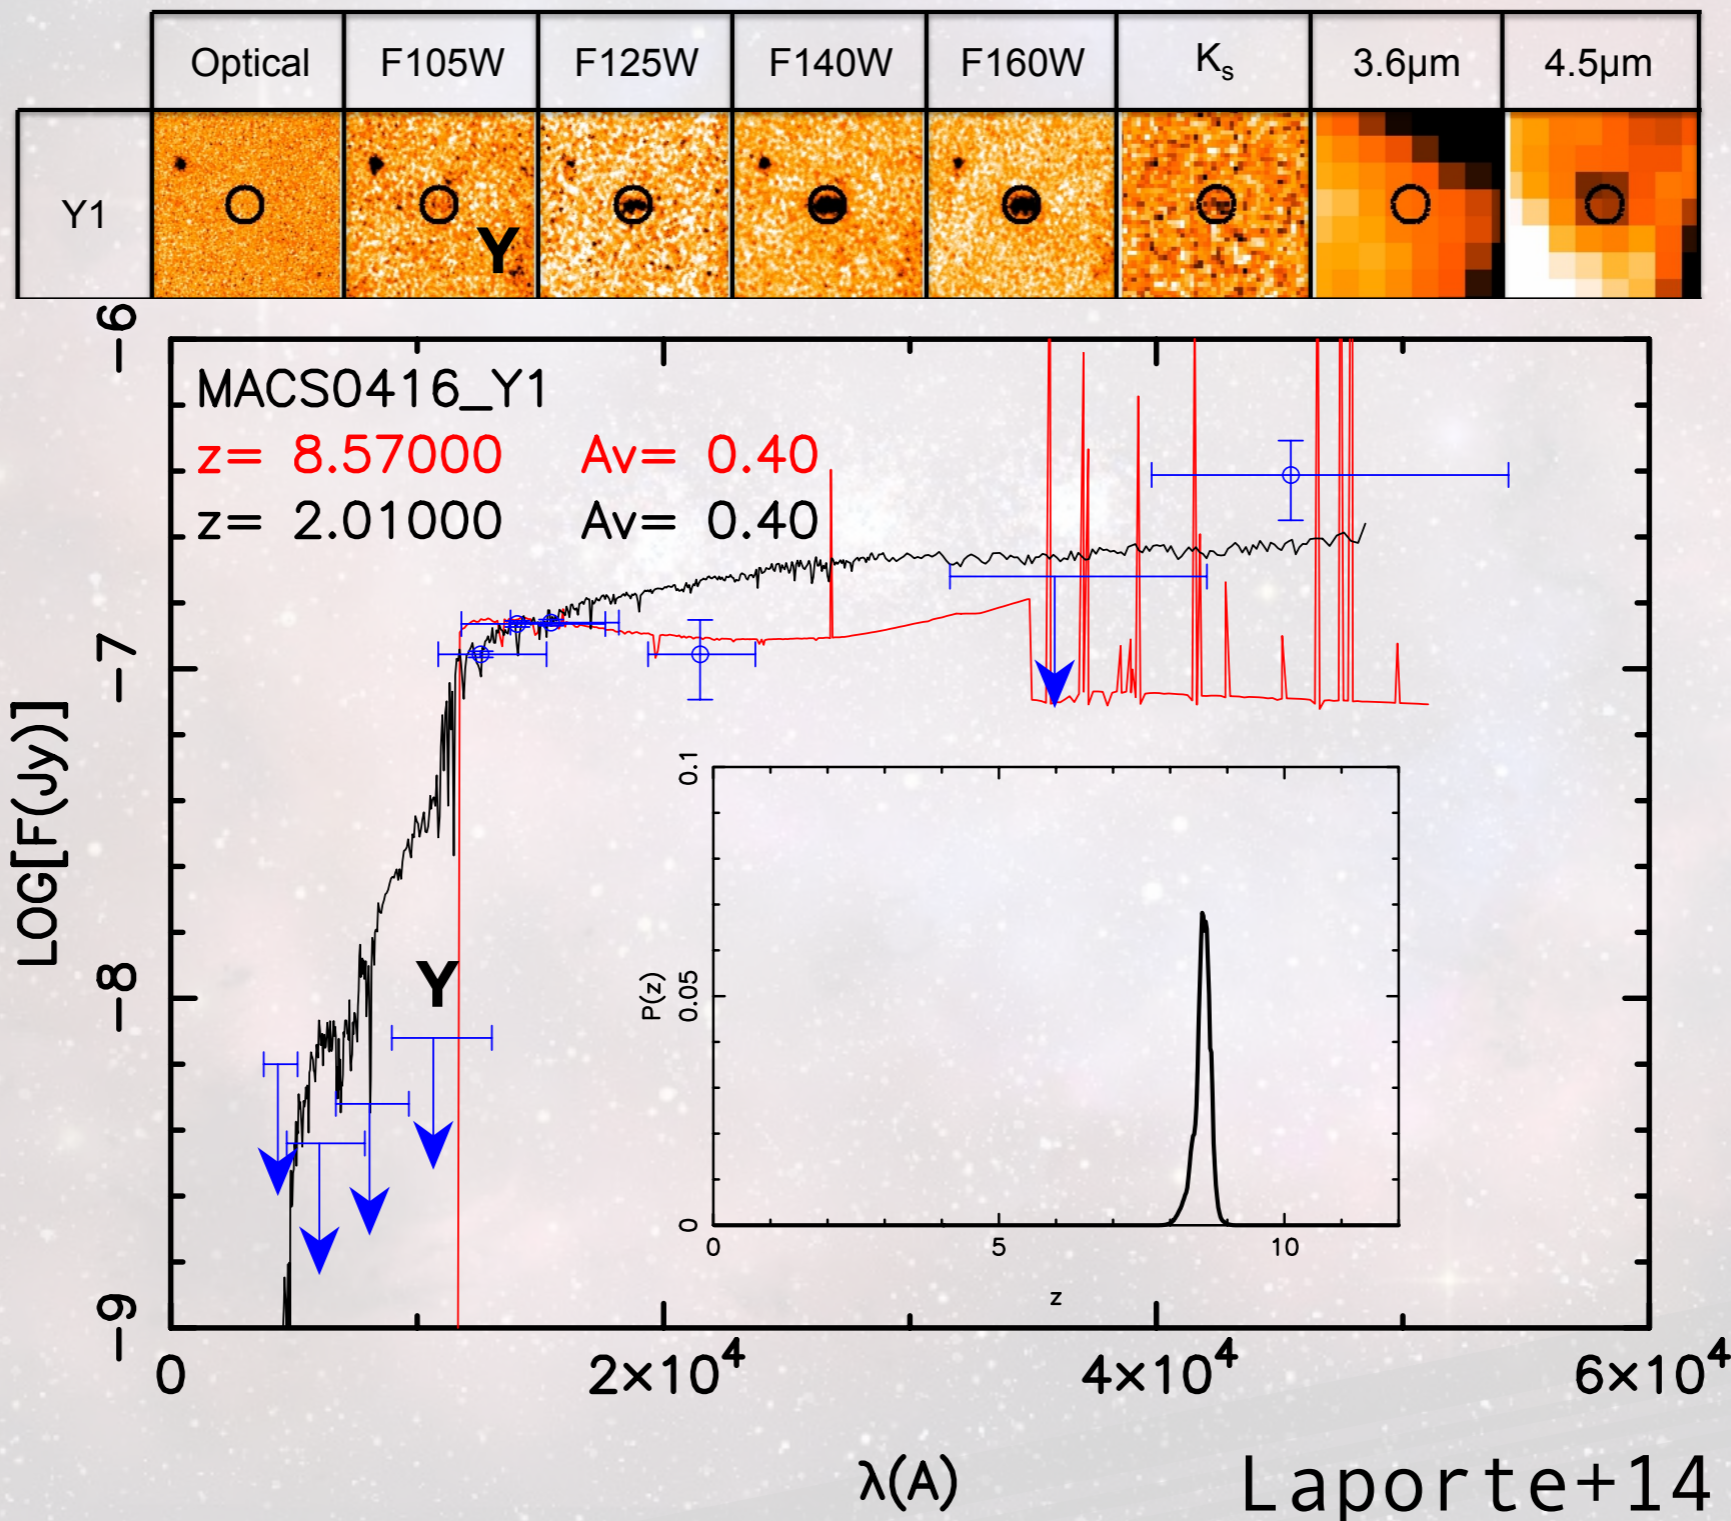 Optical F105W F125W F140W F160W Ks 3.6μm 4.5μm
Y1
Y
MACS0416_Y1
z= 8.57000 Av= 0.40
z= 2.01000 Av= 0.40
LOG[F(Jy)]
-6
-7
-8
-9
Y
P(z)
0.1
0.05
0
0 5 10
z
0 2×10⁴ 4×10⁴ 6×10⁴
λ(A)
Laporte+14